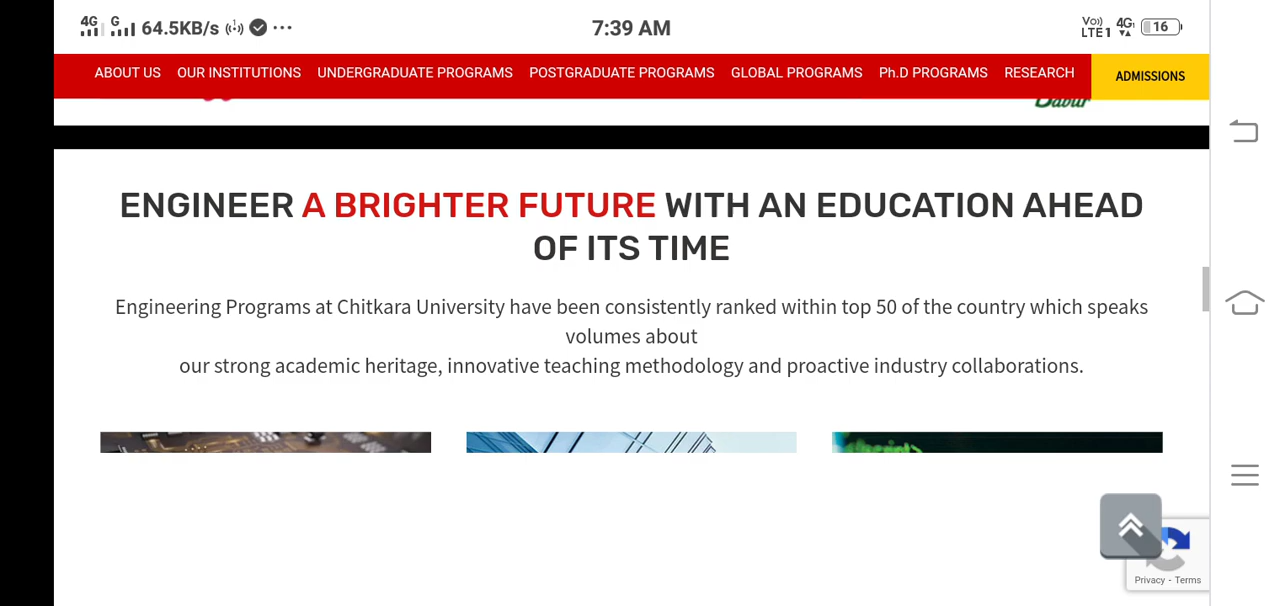 4G G 64.5KB/s 7:39 AM Vo)) LTE1 4G 16
ABOUT US OUR INSTITUTIONS UNDERGRADUATE PROGRAMS POSTGRADUATE PROGRAMS GLOBAL PROGRAMS Ph.D PROGRAMS RESEARCH ADMISSIONS
Dabur
ENGINEER A BRIGHTER FUTURE WITH AN EDUCATION AHEAD
OF ITS TIME
Engineering Programs at Chitkara University have been consistently ranked within top 50 of the country which speaks
volumes about
our strong academic heritage, innovative teaching methodology and proactive industry collaborations.
Privacy - Terms